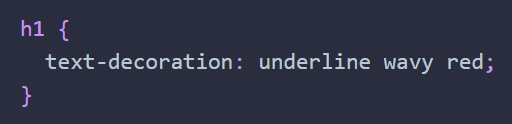 h1 {
  text-decoration: underline wavy red;
}